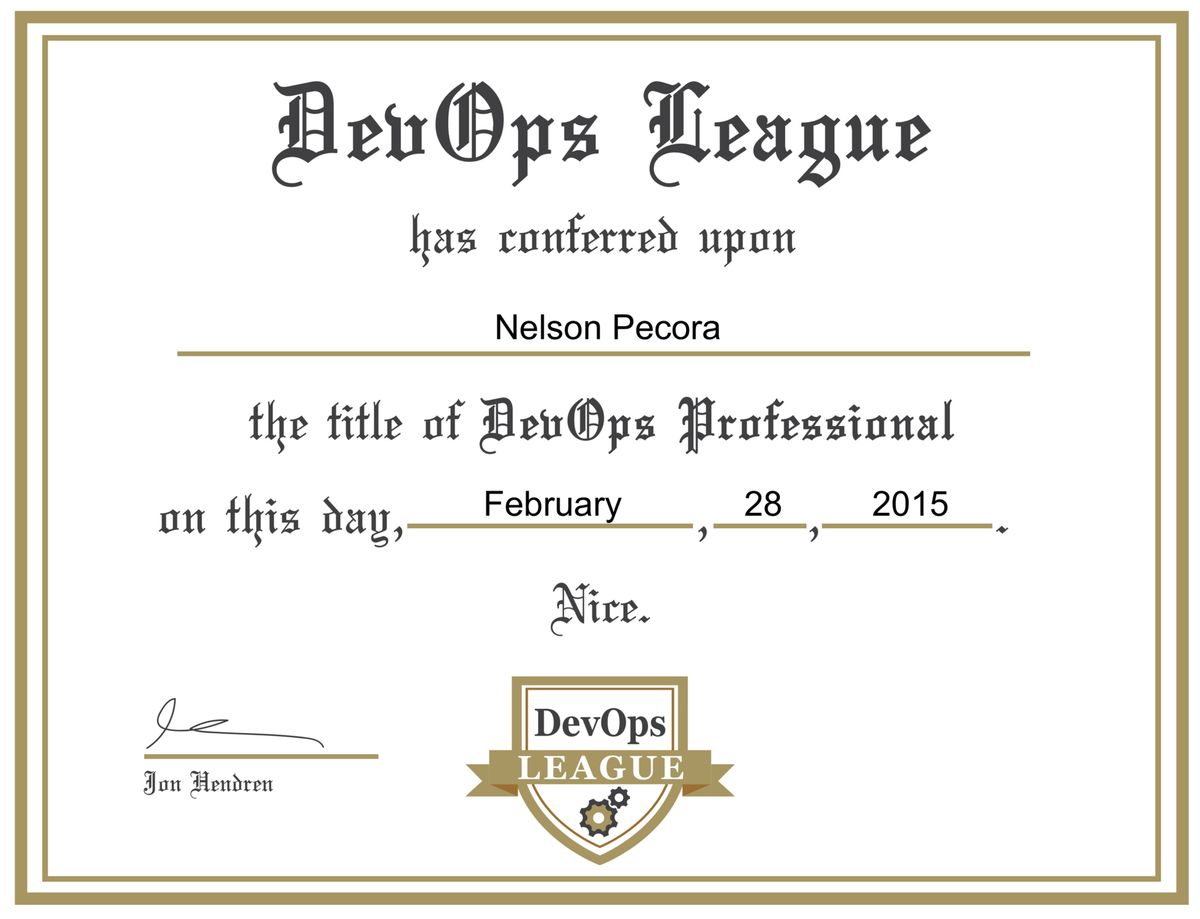 DevOps League
has conferred upon
Nelson Pecora
the title of DevOps Professional
on this day, February, 28, 2015.
Nice.
Jon Hendren
DevOps
LEAGUE